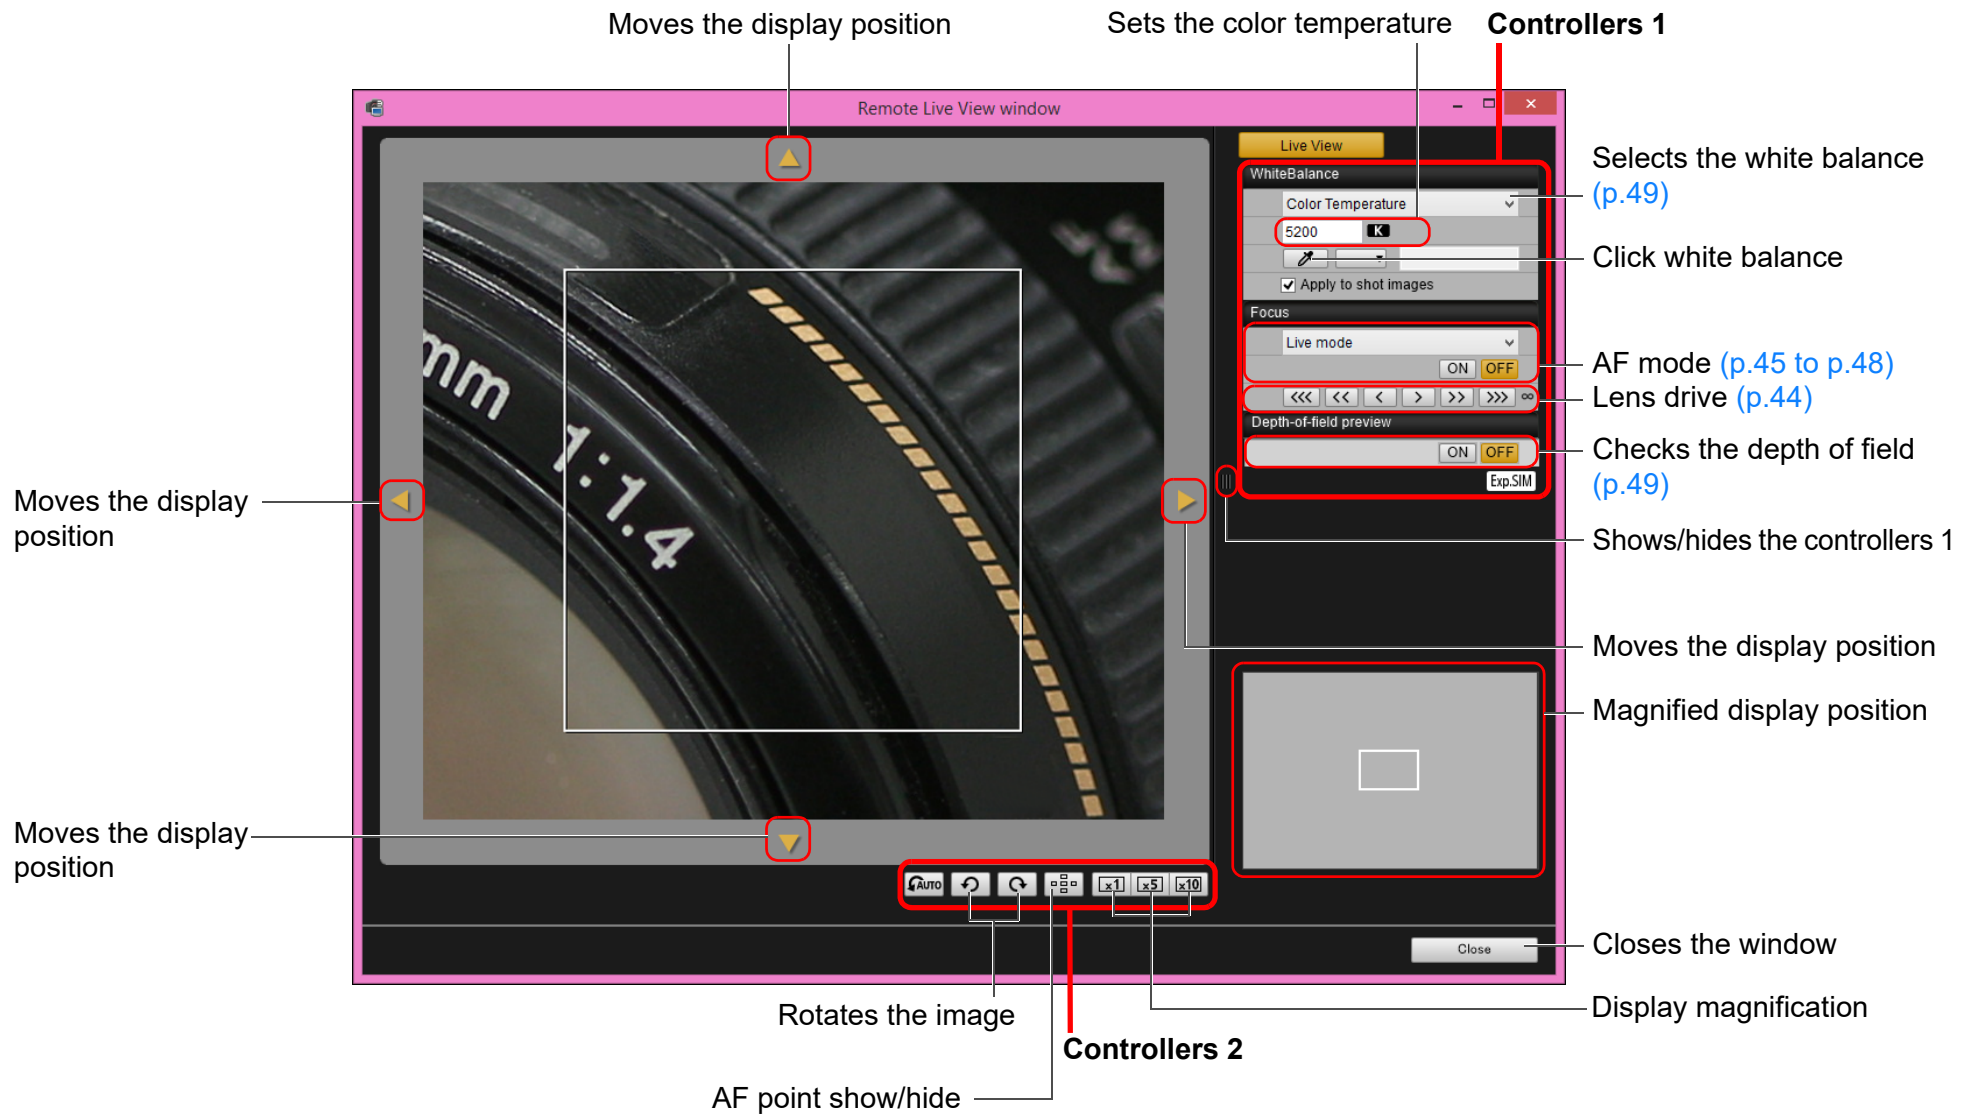 Moves the display position
Sets the color temperature
Controllers 1
Remote Live View window
Live View
WhiteBalance
Color Temperature
5200 K
Apply to shot images
Focus
Live mode
ON OFF
<<< << < > >> >>> ∞
Depth-of-field preview
ON OFF
Exp.SIM
Selects the white balance
(p.49)
Click white balance
AF mode (p.45 to p.48)
Lens drive (p.44)
Checks the depth of field
(p.49)
Shows/hides the controllers 1
Moves the display position
Magnified display position
mm 1:1.4
Moves the display
position
Moves the display
position
AUTO
x1 x5 x10
Close
Closes the window
Display magnification
Rotates the image
Controllers 2
AF point show/hide